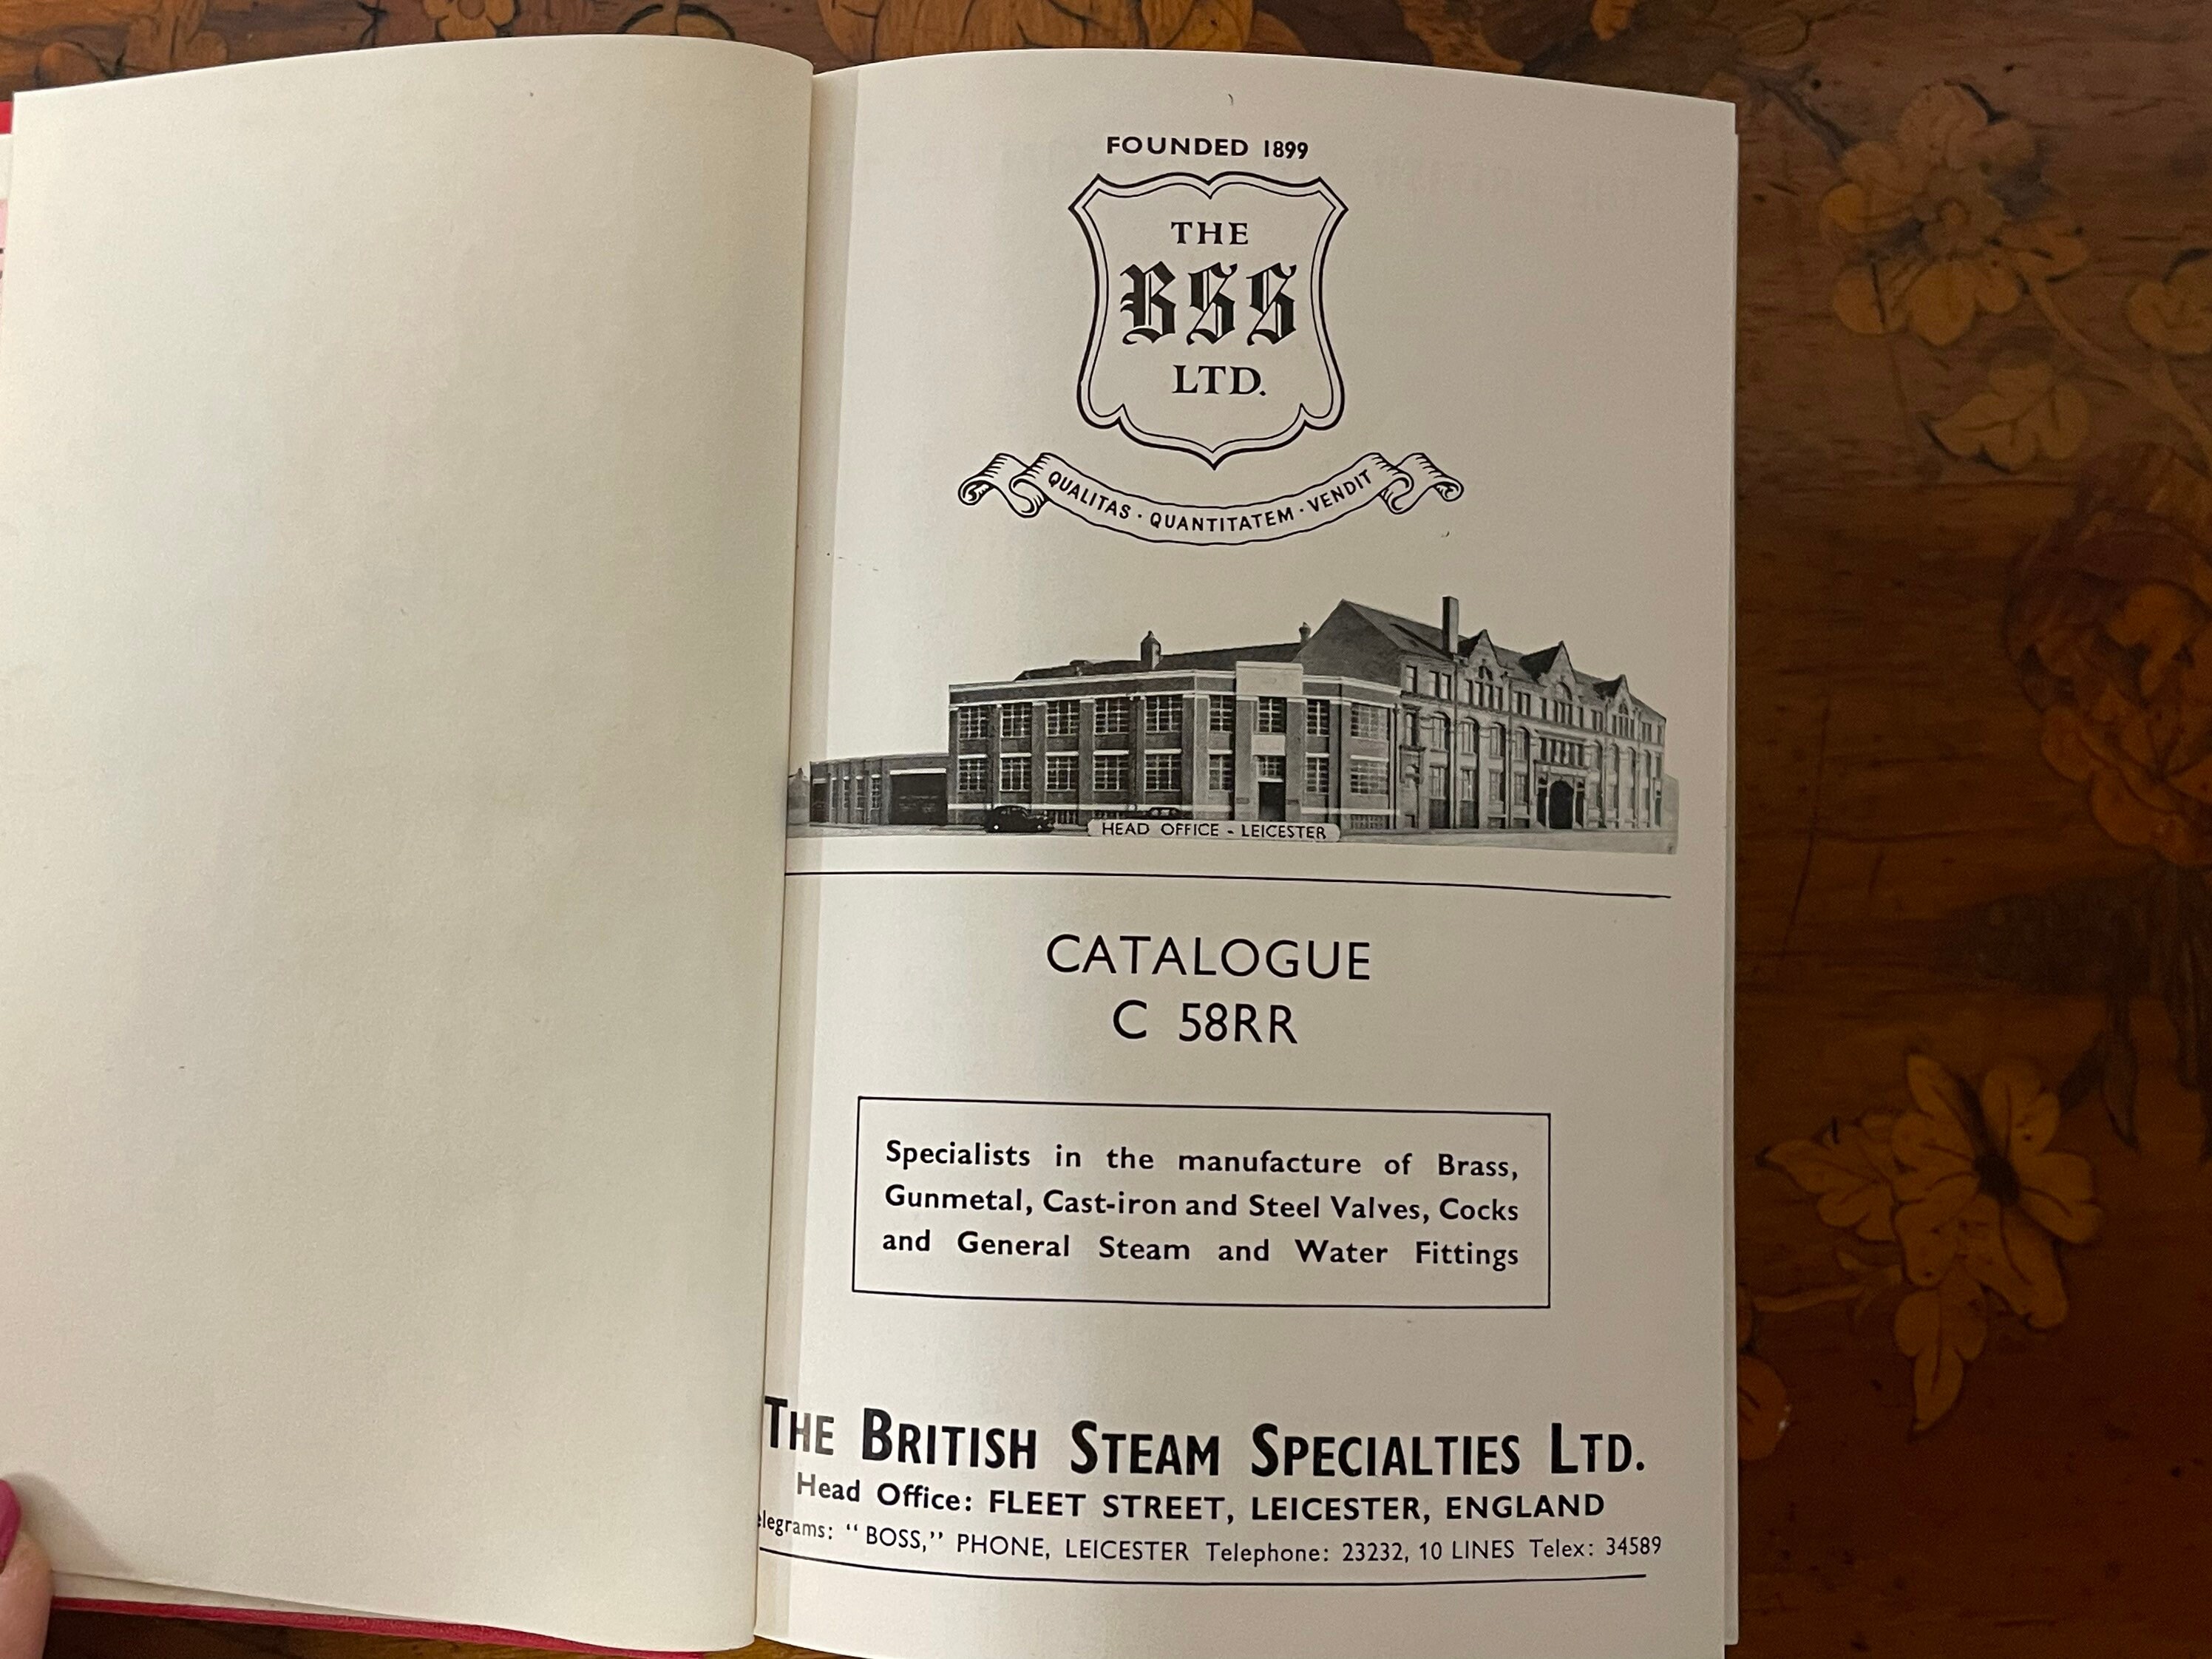 FOUNDED 1899
THE
BSS
LTD.
QUALITAS · QUANTITATEM · VENDIT
HEAD OFFICE - LEICESTER
CATALOGUE
C 58RR
Specialists in the manufacture of Brass,
Gunmetal, Cast-iron and Steel Valves, Cocks
and General Steam and Water Fittings
THE BRITISH STEAM SPECIALTIES LTD.
Head Office: FLEET STREET, LEICESTER, ENGLAND
elegrams: “BOSS,” PHONE, LEICESTER Telephone: 23232, 10 LINES Telex: 34589